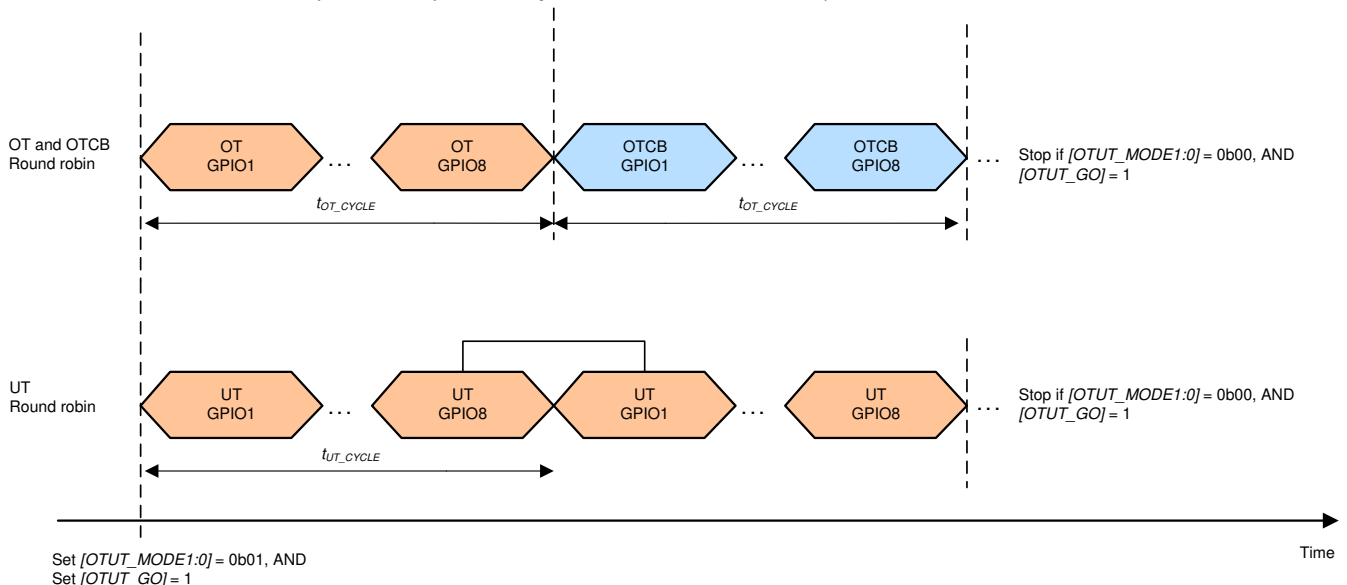 OT and OTCB
Round robin
OT
GPIO1
...
OT
GPIO8
OTCB
GPIO1
...
OTCB
GPIO8
...
Stop if [OTUT_MODE1:0] = 0b00, AND
[OTUT_GO] = 1
tOT_CYCLE
tOT_CYCLE
UT
Round robin
UT
GPIO1
...
UT
GPIO8
UT
GPIO1
...
UT
GPIO8
...
Stop if [OTUT_MODE1:0] = 0b00, AND
[OTUT_GO] = 1
tUT_CYCLE
Time
Set [OTUT_MODE1:0] = 0b01, AND
Set [OTUT_GO] = 1